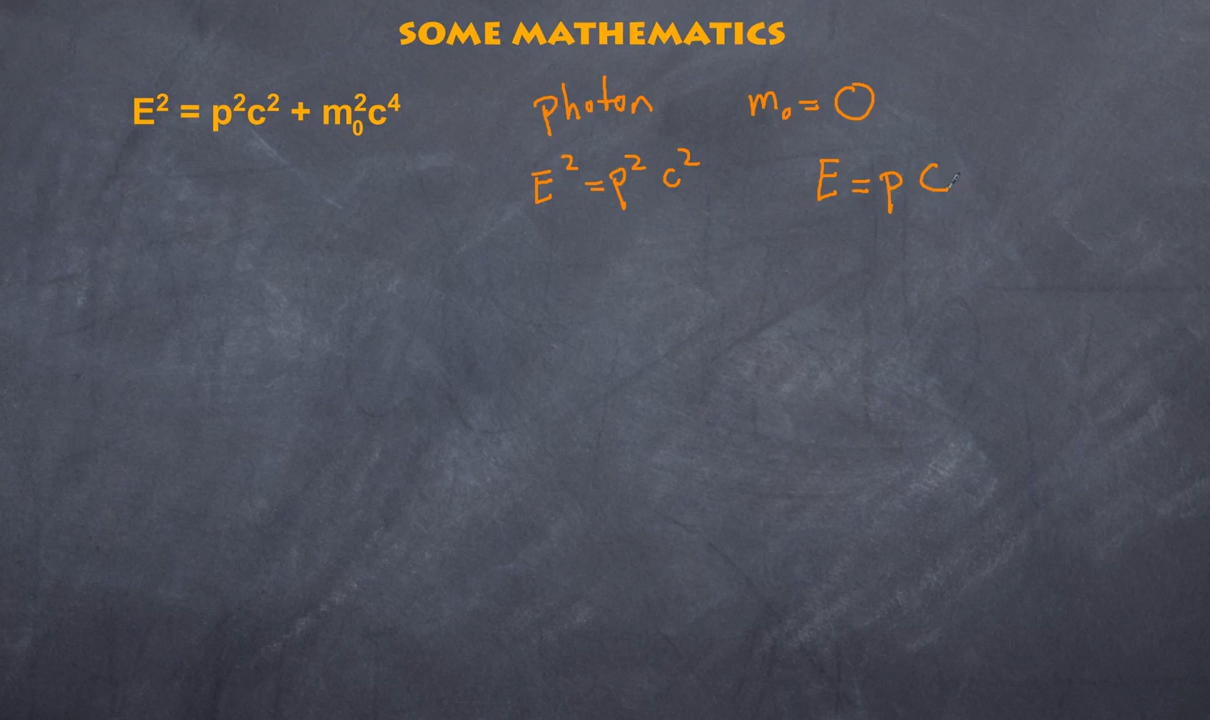 SOME MATHEMATICS
E² = p²c² + m₀²c⁴
photon m₀ = 0
E² = p² c² E = p c